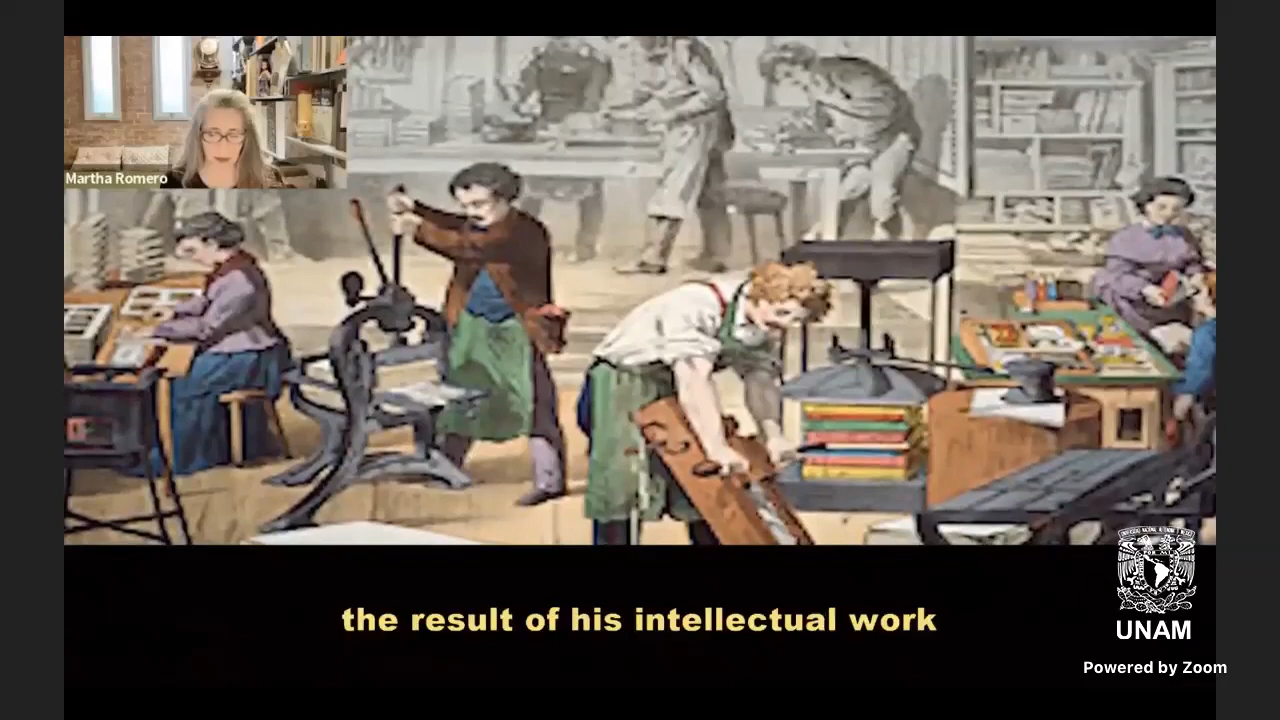 Martha Romero
the result of his intellectual work
UNAM
Powered by Zoom